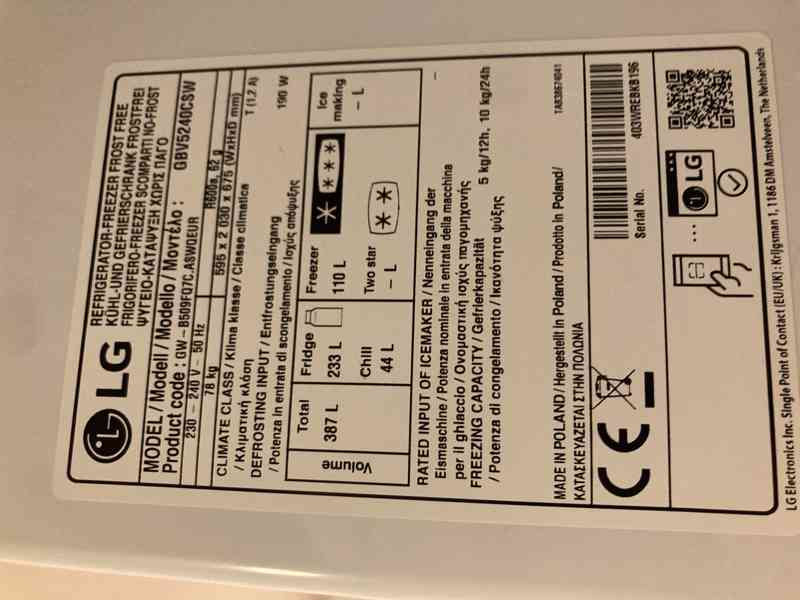 LG
REFRIGERATOR-FREEZER FROST FREE
KÜHL-UND GEFRIERSCHRANK FROSTFREI
FRIGORIFERO-FREEZER SCOMPARTI NO-FROST
ΨΥΓΕΙΟ-ΚΑΤΑΨΥΞΗ ΧΩΡΙΣ ΠΑΓΟ
MODEL / Modell / Modello / Μοντέλο : GBV5240CSW
Product code : GW-B509FQ7C.ASWQEUR
230 – 240 V ~ 50 Hz R600a, 62 g
78 kg 595 x 2 030 x 675 (WxHxD mm)
CLIMATE CLASS / Klima klasse / Classe climatica
/ Κλιματική κλάση T (1,2 A)
DEFROSTING INPUT / Entfrostungseingang
/ Potenza in entrata di scongelamento / Ισχύς απόψυξης 190 W
Volume
Total
387 L
Fridge
233 L
Chill
44 L
Freezer
110 L
Two star
– L
Ice making
– L
RATED INPUT OF ICEMAKER / Nenneingang der
Eismaschine / Potenza nominale in entrata della macchina
per il ghiaccio / Ονομαστική ισχύς παγομηχανής –
FREEZING CAPACITY / Gefrierkapazität
/ Potenza di congelamento / Ικανότητα ψύξης 5 kg/12h, 10 kg/24h
MADE IN POLAND/ Hergestellt in Poland / Prodotto in Poland/
ΚΑΤΑΣΚΕΥΑΖΕΤΑΙ ΣΤΗΝ ΠΟΛΩΝΙΑ
TAB38674041
CE
Serial No. 403WREBKB196
LG
LG Electronics Inc. Single Point of Contact (EU/UK) : Krijgsman 1, 1186 DM Amstelveen, The Netherlands